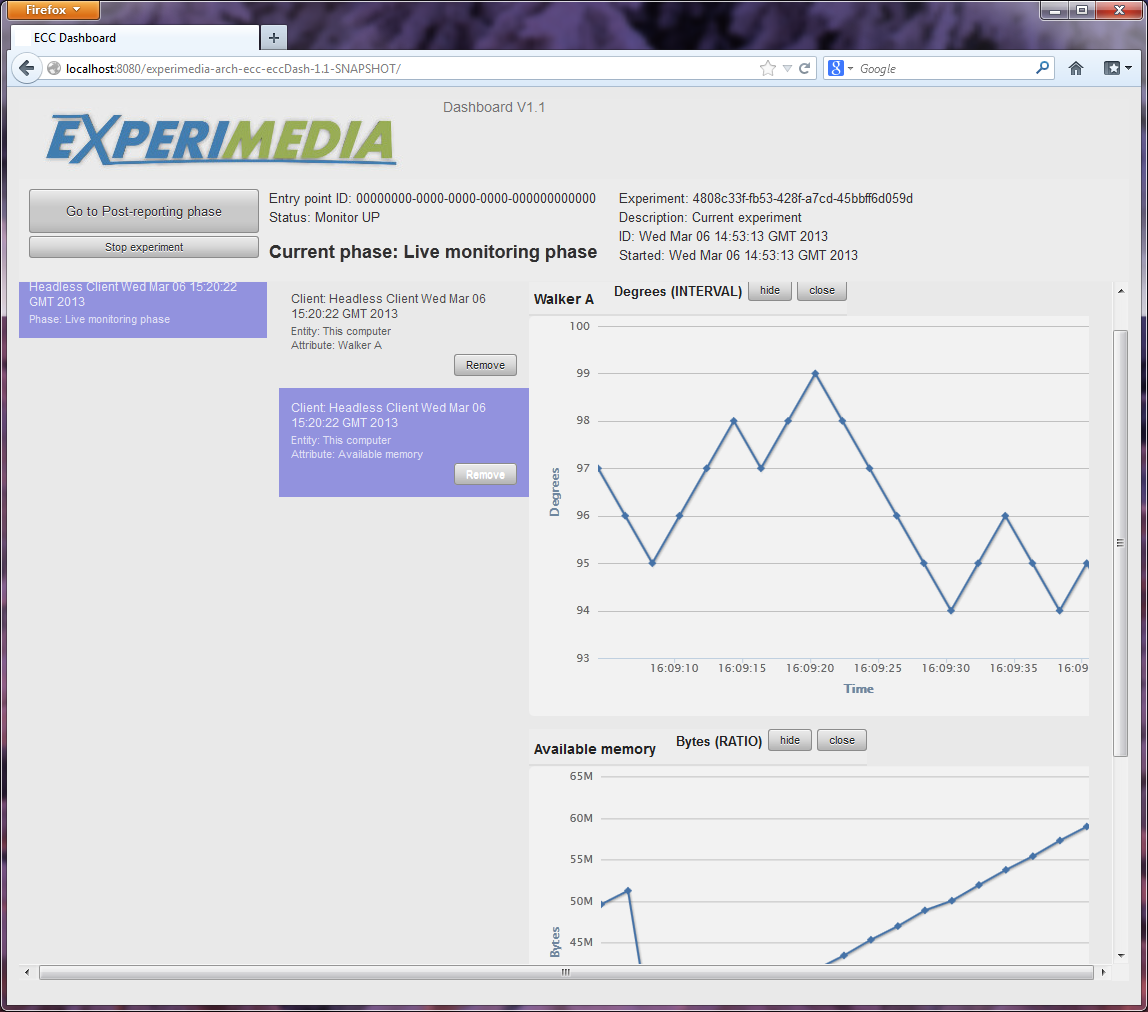 Firefox
ECC Dashboard
localhost:8080/experimedia-arch-ecc-eccDash-1.1-SNAPSHOT/
8
Google
EXPERIMEDIA
Dashboard V1.1
Go to Post-reporting phase
Stop experiment
Entry point ID: 00000000-0000-0000-0000-000000000000
Status: Monitor UP
Current phase: Live monitoring phase
Experiment: 4808c33f-fb53-428f-a7cd-45bbff6d059d
Description: Current experiment
ID: Wed Mar 06 14:53:13 GMT 2013
Started: Wed Mar 06 14:53:13 GMT 2013
Headless Client Wed Mar 06 15:20:22
GMT 2013
Phase: Live monitoring phase
Client: Headless Client Wed Mar 06
15:20:22 GMT 2013
Entity: This computer
Attribute: Walker A
Remove
Client: Headless Client Wed Mar 06
15:20:22 GMT 2013
Entity: This computer
Attribute: Available memory
Remove
Walker A
Degrees (INTERVAL)
hide
close
100
99
98
97
96
95
94
93
Degrees
16:09:10
16:09:15
16:09:20
16:09:25
16:09:30
16:09:35
16:09
Time
Available memory
Bytes (RATIO)
hide
close
65M
60M
55M
50M
45M
Bytes